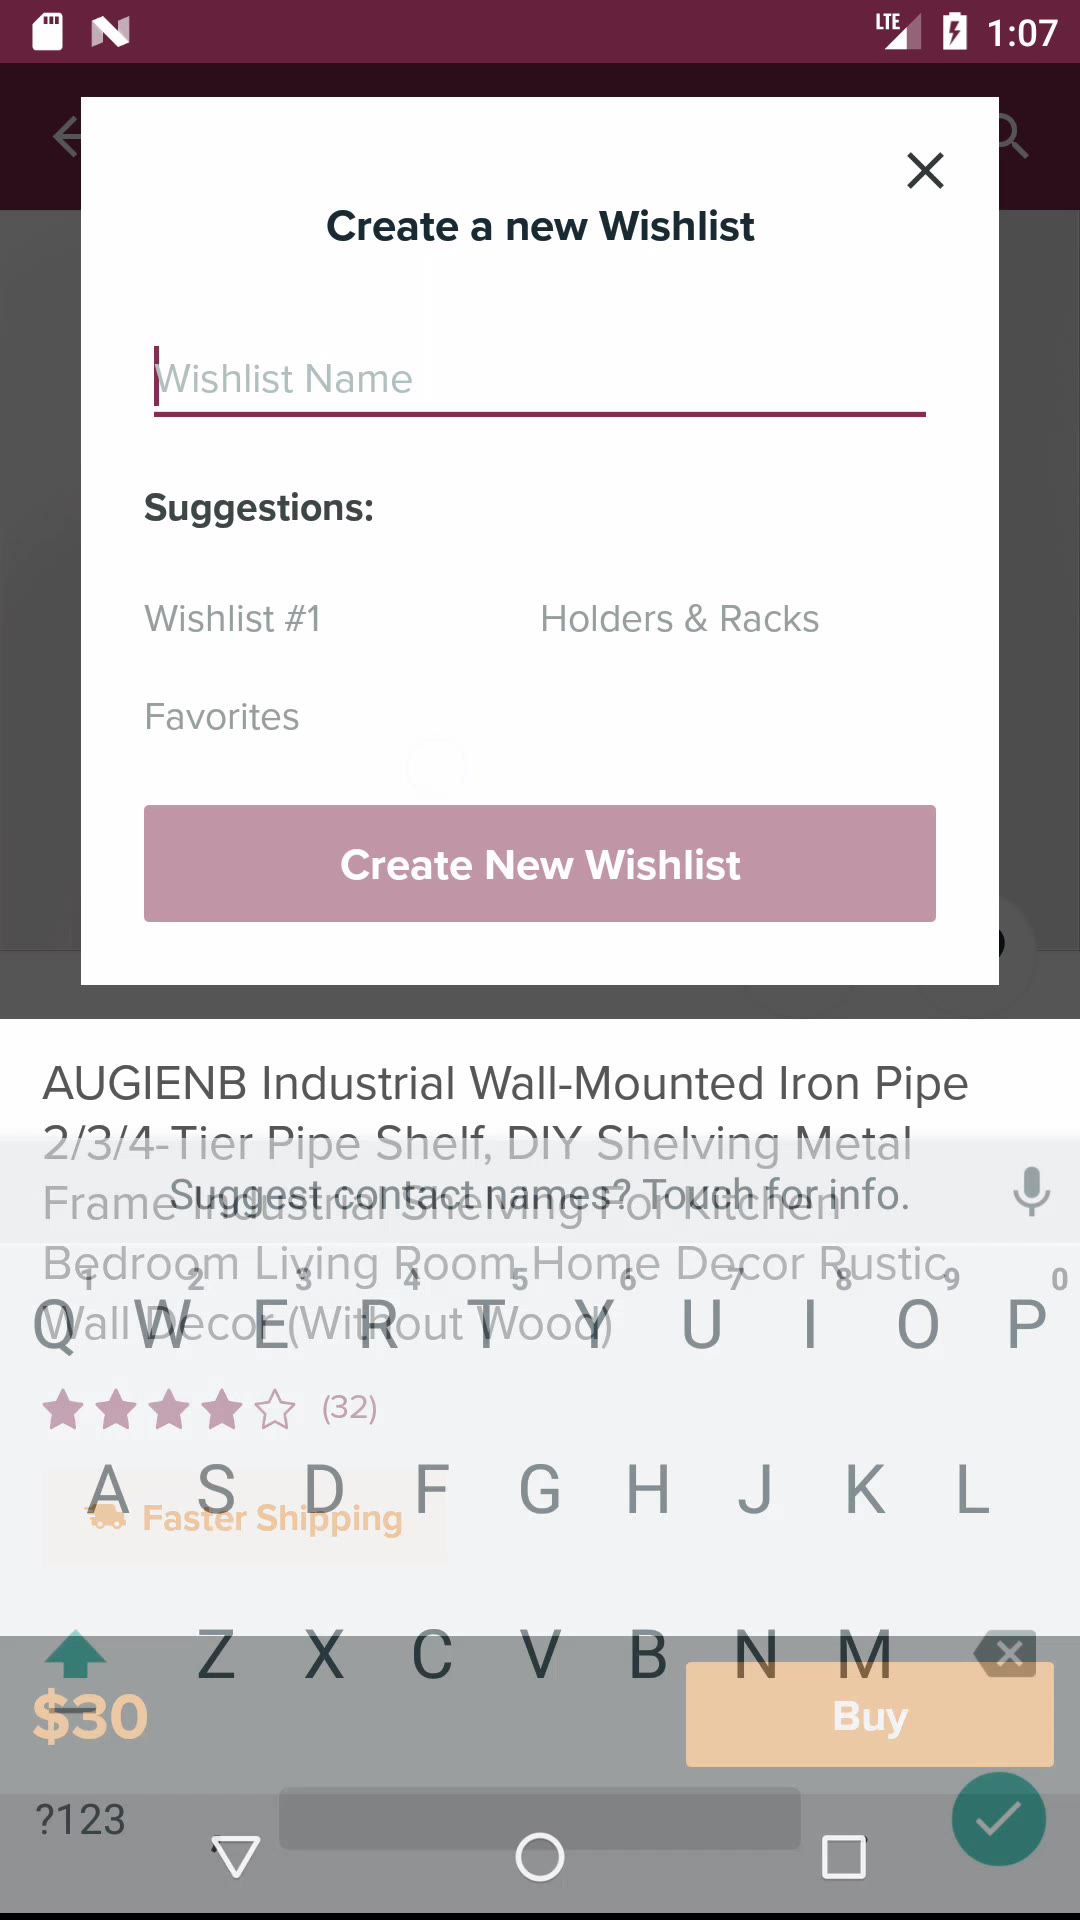 LTE 1:07
Create a new Wishlist
Wishlist Name
Suggestions:
Wishlist #1 Holders & Racks
Favorites
Create New Wishlist
AUGIENB Industrial Wall-Mounted Iron Pipe
2/3/4-Tier Pipe Shelf, DIY Shelving Metal
Frame Industrial Shelving For Kitchen
Suggest contact names? Touch for info.
Bedroom Living Room Home Decor Rustic
1 2 3 4 5 6 7 8 9 0
Wall Decor (Without Wood)
Q W E R T Y U I O P
(32)
A S D F G H J K L
Faster Shipping
Z X C V B N M
$30 Buy
?123